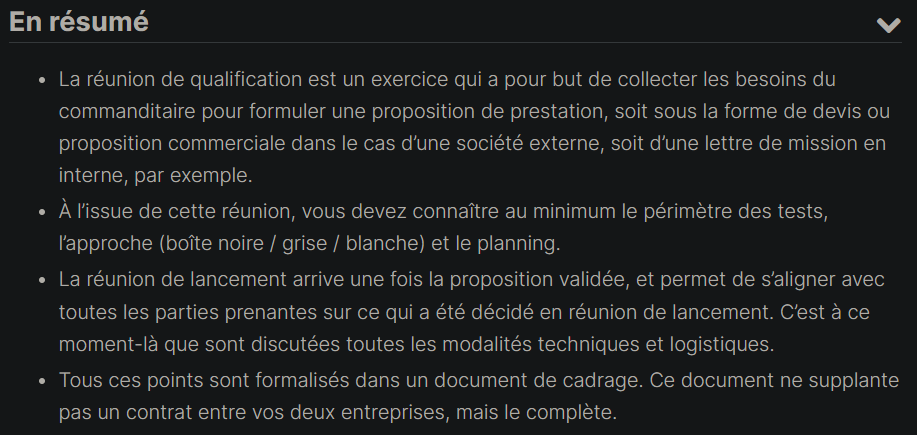 En résumé
• La réunion de qualification est un exercice qui a pour but de collecter les besoins du
commanditaire pour formuler une proposition de prestation, soit sous la forme de devis ou
proposition commerciale dans le cas d’une société externe, soit d’une lettre de mission en
interne, par exemple.
• À l’issue de cette réunion, vous devez connaître au minimum le périmètre des tests,
l’approche (boîte noire / grise / blanche) et le planning.
• La réunion de lancement arrive une fois la proposition validée, et permet de s’aligner avec
toutes les parties prenantes sur ce qui a été décidé en réunion de lancement. C’est à ce
moment-là que sont discutées toutes les modalités techniques et logistiques.
• Tous ces points sont formalisés dans un document de cadrage. Ce document ne supplante
pas un contrat entre vos deux entreprises, mais le complète.